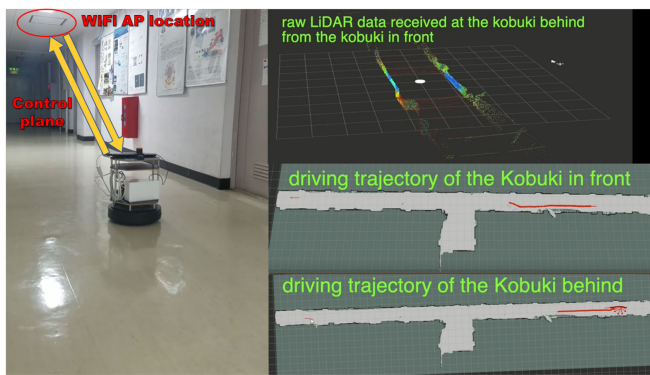 WiFI AP location
Control
plane
raw LiDAR data received at the kobuki behind
from the kobuki in front
driving trajectory of the Kobuki in front
driving trajectory of the Kobuki behind